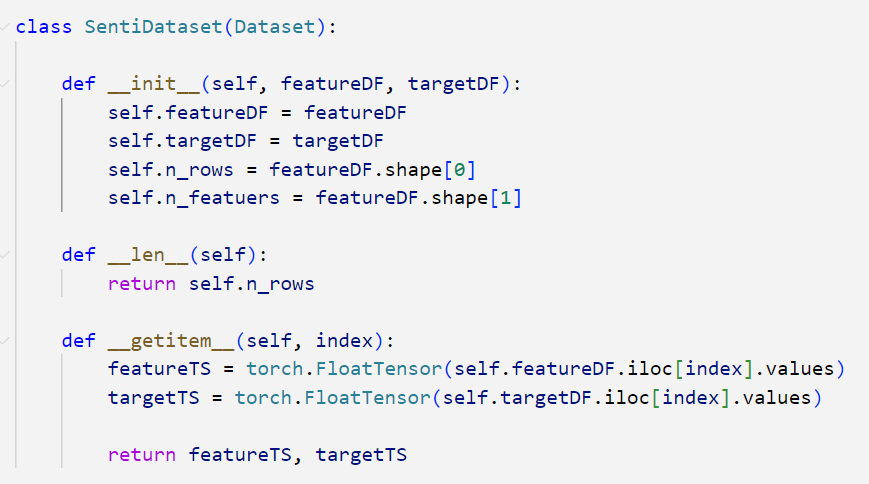 class SentiDataset(Dataset):
def __init__(self, featureDF, targetDF):
self.featureDF = featureDF
self.targetDF = targetDF
self.n_rows = featureDF.shape[0]
self.n_featuers = featureDF.shape[1]
def __len__(self):
return self.n_rows
def __getitem__(self, index):
featureTS = torch.FloatTensor(self.featureDF.iloc[index].values)
targetTS = torch.FloatTensor(self.targetDF.iloc[index].values)
return featureTS, targetTS